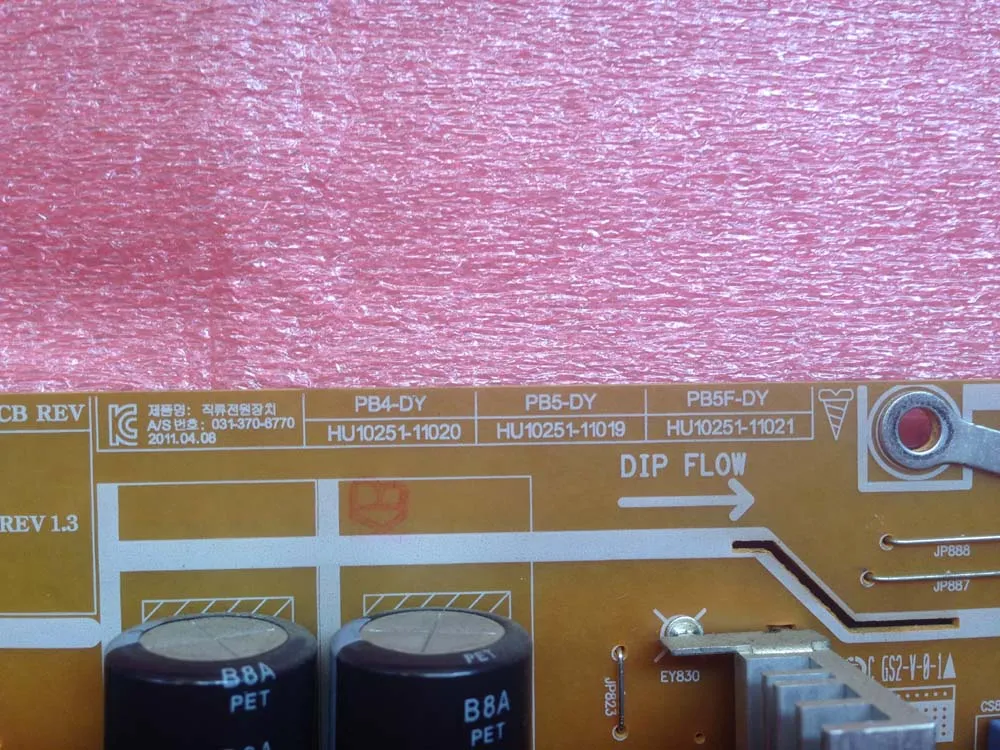 CB REV
REV 1.3
제품명: 직류전원장치
A/S 번호: 031-370-6770
2011.04.06
PB4-DY PB5-DY PB5F-DY
HU10251-11020 HU10251-11019 HU10251-11021
DIP FLOW
JP888
JP887
EY830
JP823
C GS2-V-0-1
CS8
B8A
PET
PET
B8A
PET